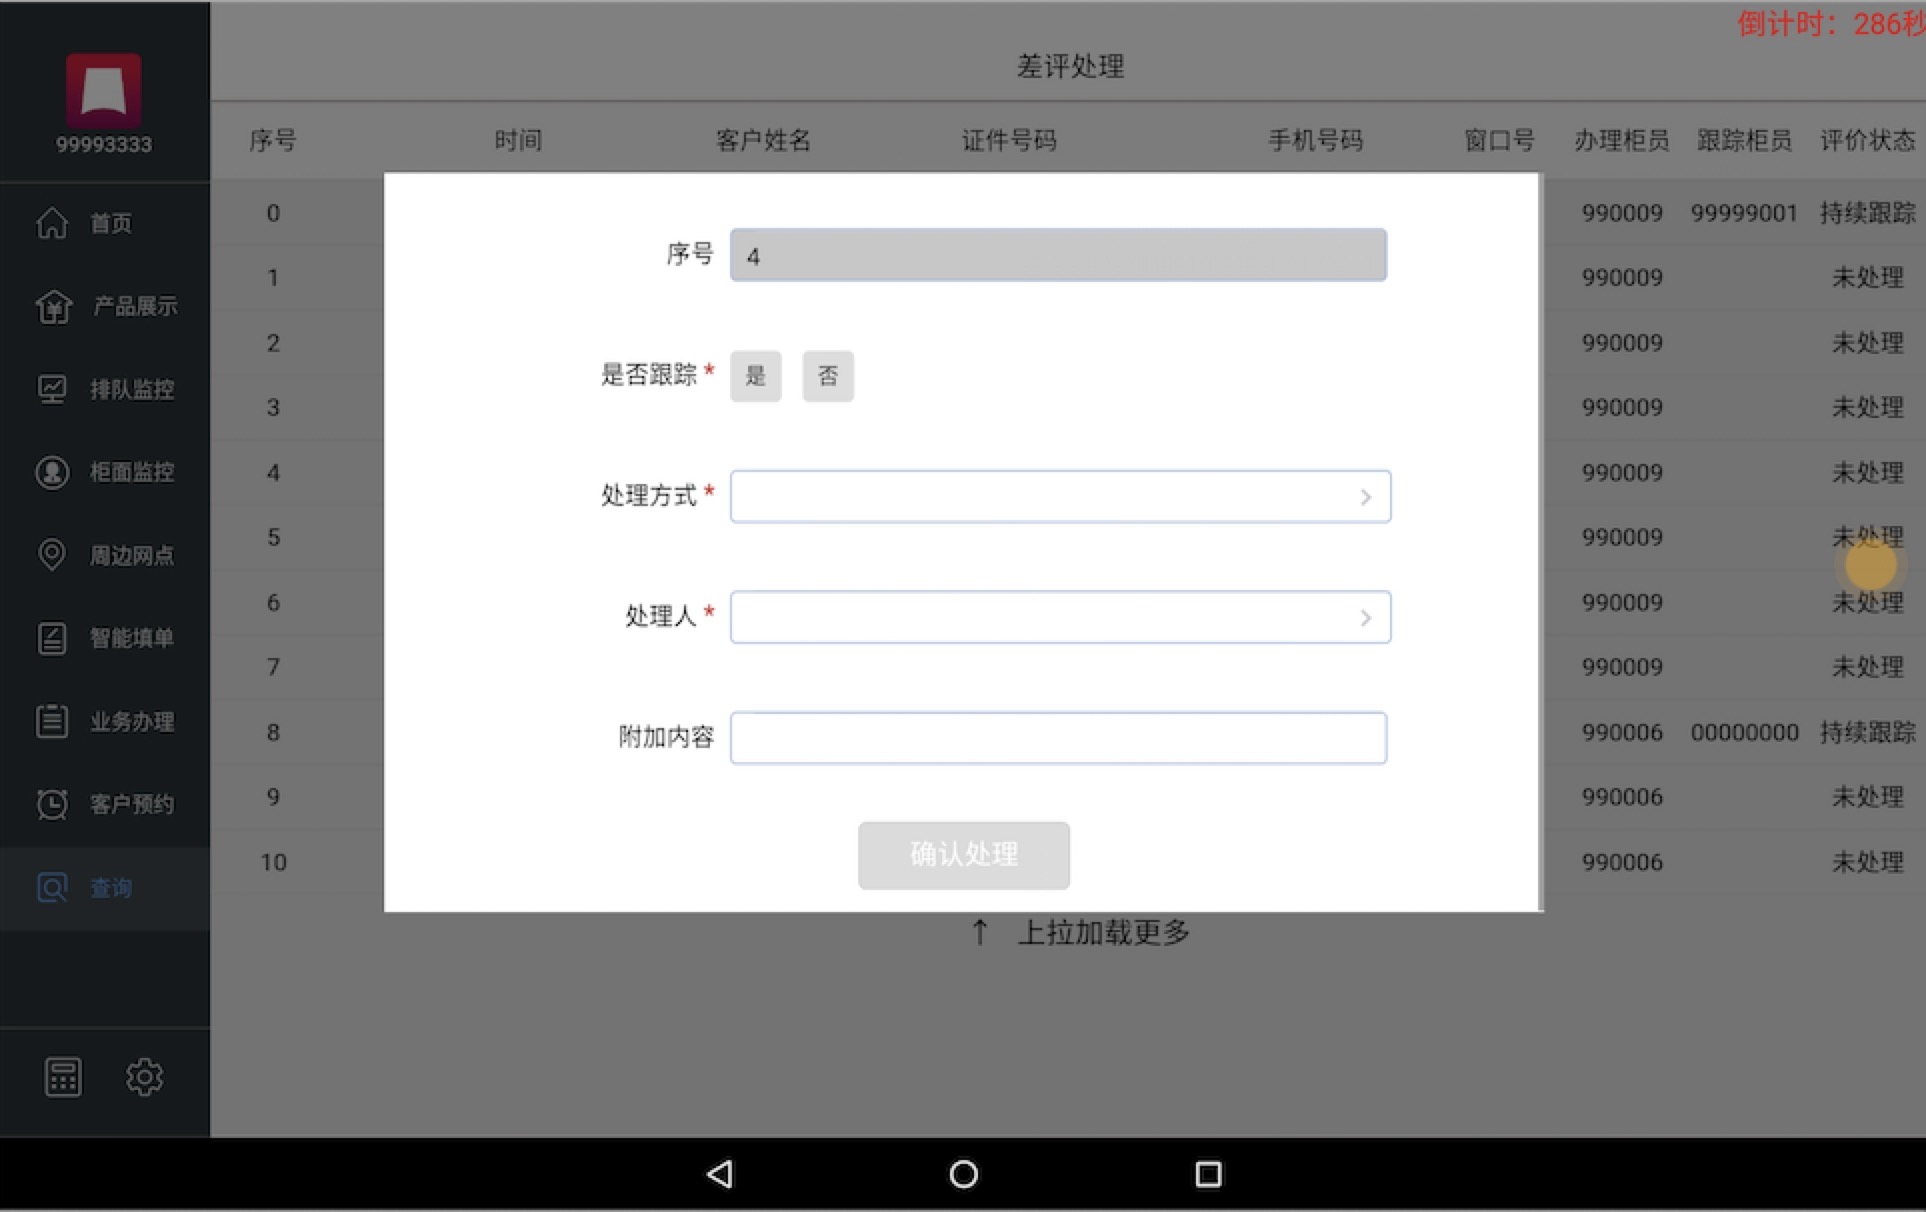 倒计时：286秒
差评处理
99993333
序号 时间 客户姓名 证件号码 手机号码 窗口号 办理柜员 跟踪柜员 评价状态
首页
产品展示
排队监控
柜面监控
周边网点
智能填单
业务办理
客户预约
查询
0 990009 99999001 持续跟踪
1 990009 未处理
2 990009 未处理
3 990009 未处理
4 990009 未处理
5 990009 未处理
6 990009 未处理
7 990009 未处理
8 990006 00000000 持续跟踪
9 990006 未处理
10 990006 未处理
序号 4
是否跟踪* 是 否
处理方式*
处理人*
附加内容
确认处理
↑ 上拉加载更多